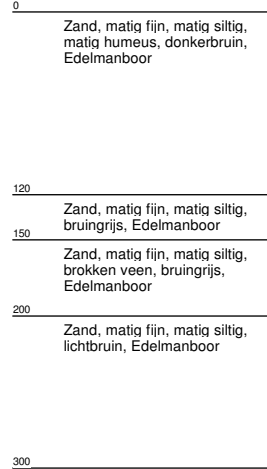 0
Zand, matig fijn, matig siltig,
matig humeus, donkerbruin,
Edelmanboor
120
Zand, matig fijn, matig siltig,
bruingrijs, Edelmanboor
150
Zand, matig fijn, matig siltig,
brokken veen, bruingrijs,
Edelmanboor
200
Zand, matig fijn, matig siltig,
lichtbruin, Edelmanboor
300